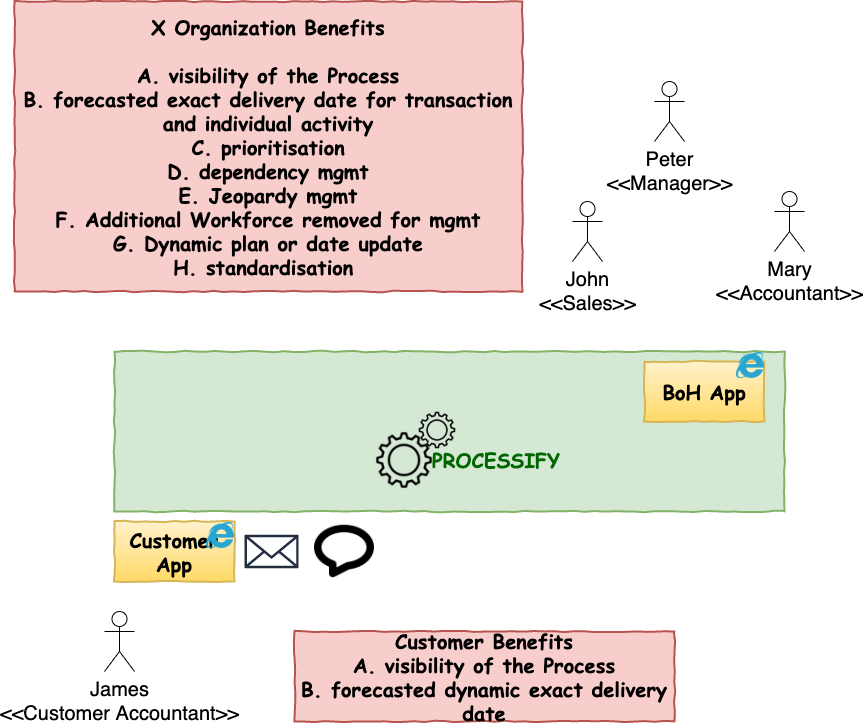 X Organization Benefits
A. visibility of the Process
B. forecasted exact delivery date for transaction
and individual activity
C. prioritisation
D. dependency mgmt
E. Jeopardy mgmt
F. Additional Workforce removed for mgmt
G. Dynamic plan or date update
H. standardisation
Peter
<<Manager>>
John
<<Sales>>
Mary
<<Accountant>>
BoH App
PROCESSIFY
Customer
App
James
<<Customer Accountant>>
Customer Benefits
A. visibility of the Process
B. forecasted dynamic exact delivery
date